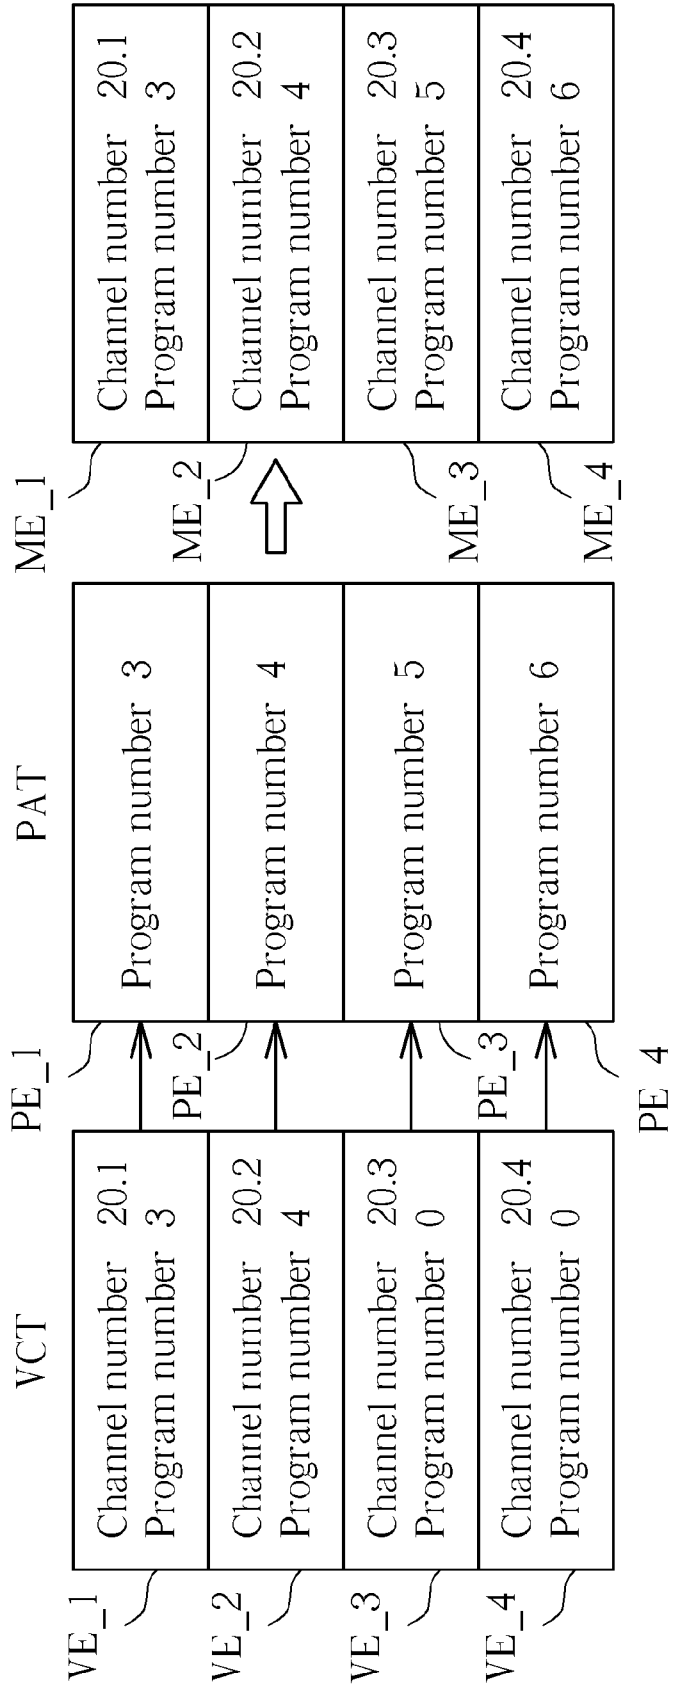 VCT
VE_1
Channel number 20.1
Program number 3
VE_2
Channel number 20.2
Program number 4
VE_3
Channel number 20.3
Program number 0
VE_4
Channel number 20.4
Program number 0
PAT
PE_1
Program number 3
PE_2
Program number 4
PE_3
Program number 5
PE_4
Program number 6
ME_1
Channel number 20.1
Program number 3
ME_2
Channel number 20.2
Program number 4
ME_3
Channel number 20.3
Program number 5
ME_4
Channel number 20.4
Program number 6